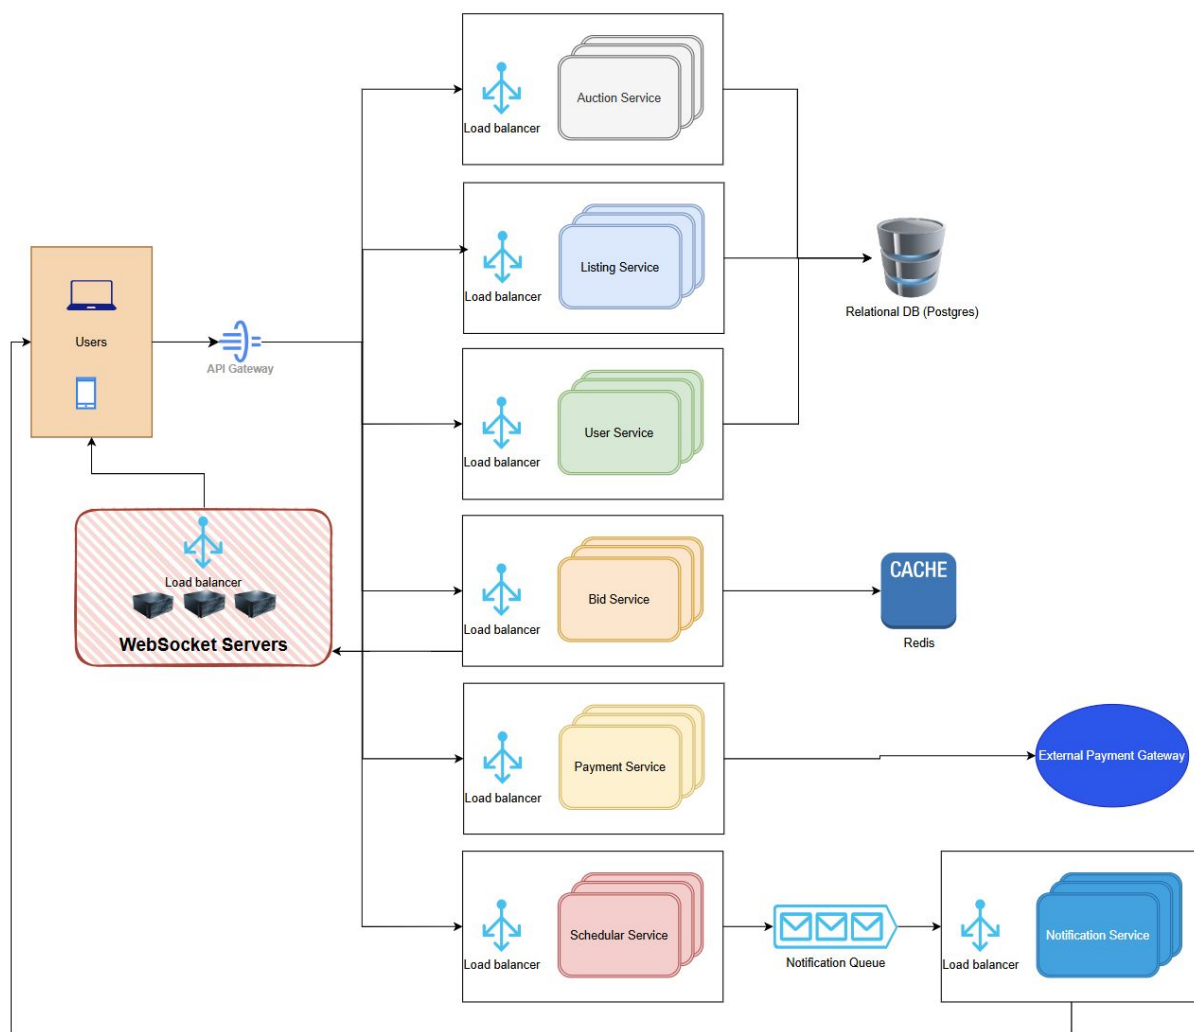 Load balancer
Auction Service
Load balancer
Listing Service
Relational DB (Postgres)
Users
API Gateway
Load balancer
User Service
Load balancer
WebSocket Servers
Load balancer
Bid Service
CACHE
Redis
Load balancer
Payment Service
External Payment Gateway
Load balancer
Schedular Service
Notification Queue
Load balancer
Notification Service